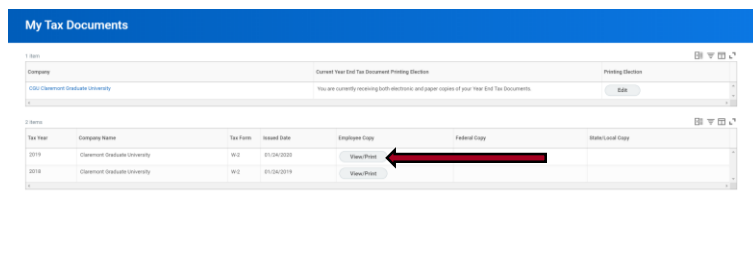 My Tax Documents
1 item
Company Current Year End Tax Document Printing Election Printing Election
CGU Claremont Graduate University You are currently receiving both electronic and paper copies of your Year End Tax Documents. Edit
2 items
Tax Year Company Name Tax Form Issued Date Employee Copy Federal Copy State/Local Copy
2019 Claremont Graduate University W-2 01/24/2020 View/Print
2018 Claremont Graduate University W-2 01/24/2019 View/Print